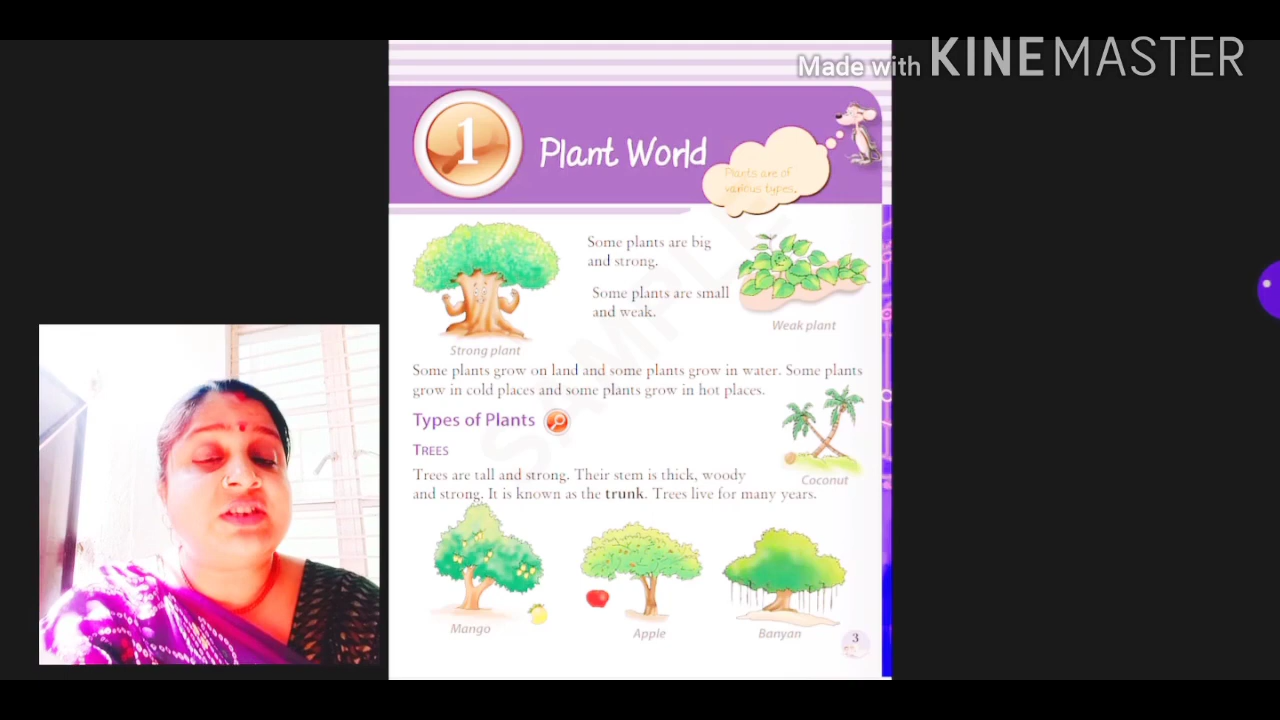 Made with KINEMASTER
1
Plant World
Plants are of
various types.
Some plants are big
and strong.
Some plants are small
and weak.
Strong plant
Weak plant
Some plants grow on land and some plants grow in water. Some plants
grow in cold places and some plants grow in hot places.
Types of Plants
TREES
Trees are tall and strong. Their stem is thick, woody
and strong. It is known as the trunk. Trees live for many years.
Coconut
Mango
Apple
Banyan
3
SAMPLE